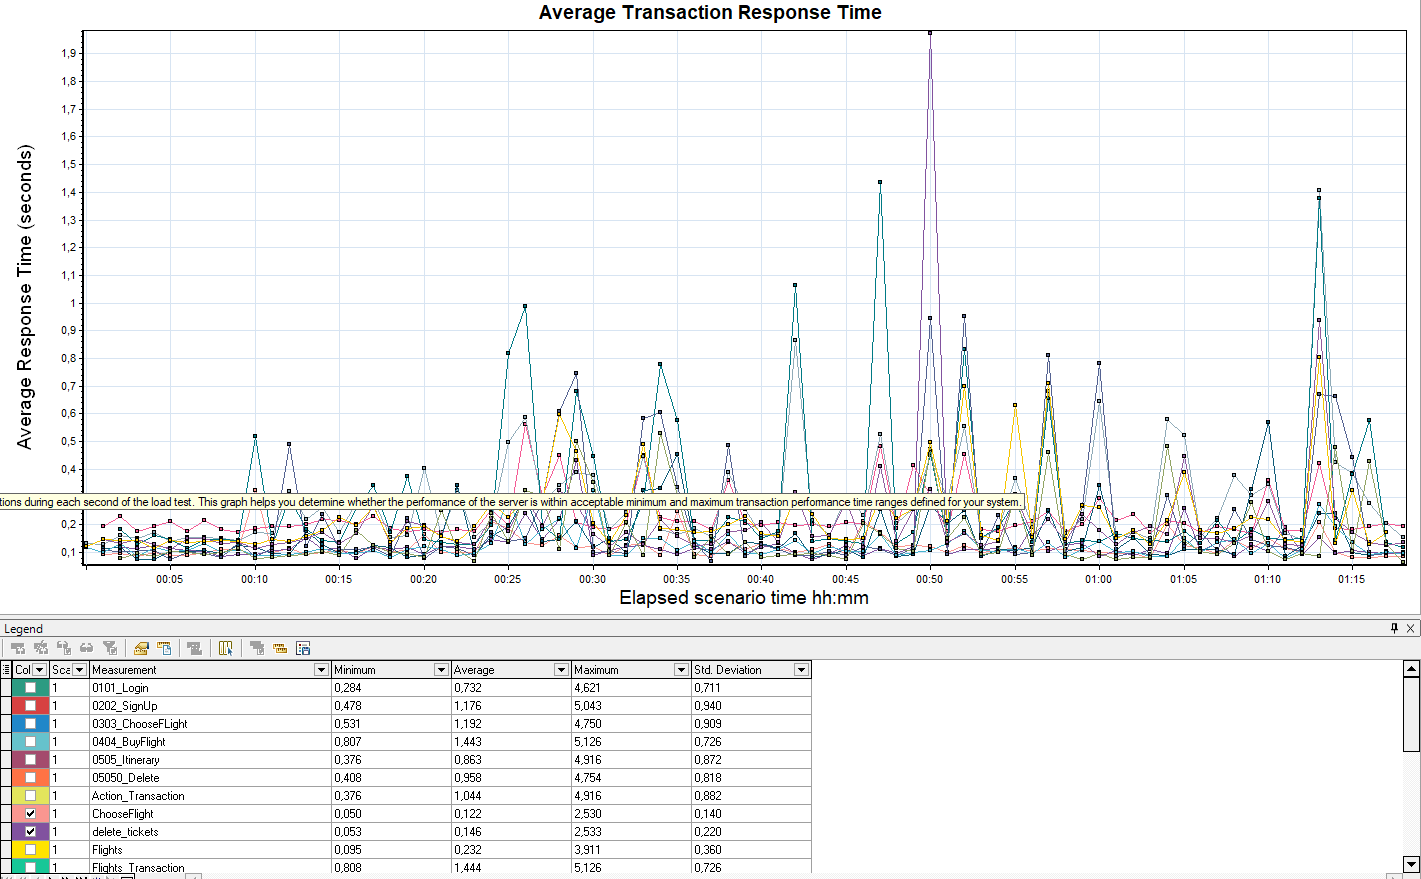 Average Transaction Response Time
Average Response Time (seconds)
1,9
1,8
1,7
1,6
1,5
1,4
1,3
1,2
1,1
1
0,9
0,8
0,7
0,6
0,5
0,4
tions during each second of the load test. This graph helps you determine whether the performance of the server is within acceptable minimum and maximum transaction performance time ranges defined for your system.
0,2
0,1
00:05 00:10 00:15 00:20 00:25 00:30 00:35 00:40 00:45 00:50 00:55 01:00 01:05 01:10 01:15
Elapsed scenario time hh:mm
Legend
Col Sca Measurement Minimum Average Maximum Std. Deviation
1 0101_Login 0,284 0,732 4,621 0,711
1 0202_SignUp 0,478 1,176 5,043 0,940
1 0303_ChooseFLight 0,531 1,192 4,750 0,909
1 0404_BuyFlight 0,807 1,443 5,126 0,726
1 0505_Itinerary 0,376 0,863 4,916 0,872
1 05050_Delete 0,408 0,958 4,754 0,818
1 Action_Transaction 0,376 1,044 4,916 0,882
1 ChooseFlight 0,050 0,122 2,530 0,140
1 delete_tickets 0,053 0,146 2,533 0,220
1 Flights 0,095 0,232 3,911 0,360
1 Flights_Transaction 0,808 1,444 5,126 0,726